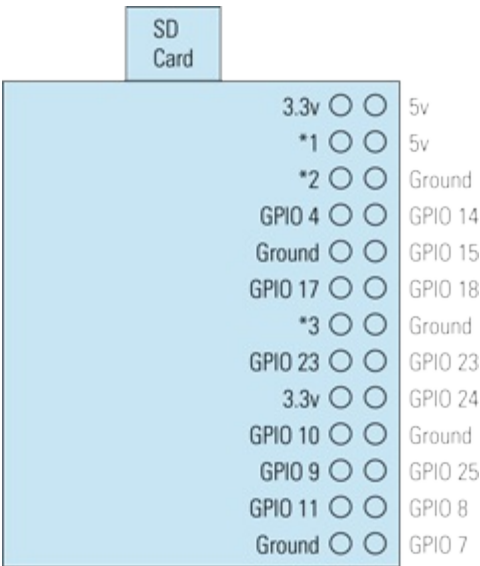 SD
Card
3.3v 5v
*1 5v
*2 Ground
GPIO 4 GPIO 14
Ground GPIO 15
GPIO 17 GPIO 18
*3 Ground
GPIO 23 GPIO 23
3.3v GPIO 24
GPIO 10 Ground
GPIO 9 GPIO 25
GPIO 11 GPIO 8
Ground GPIO 7